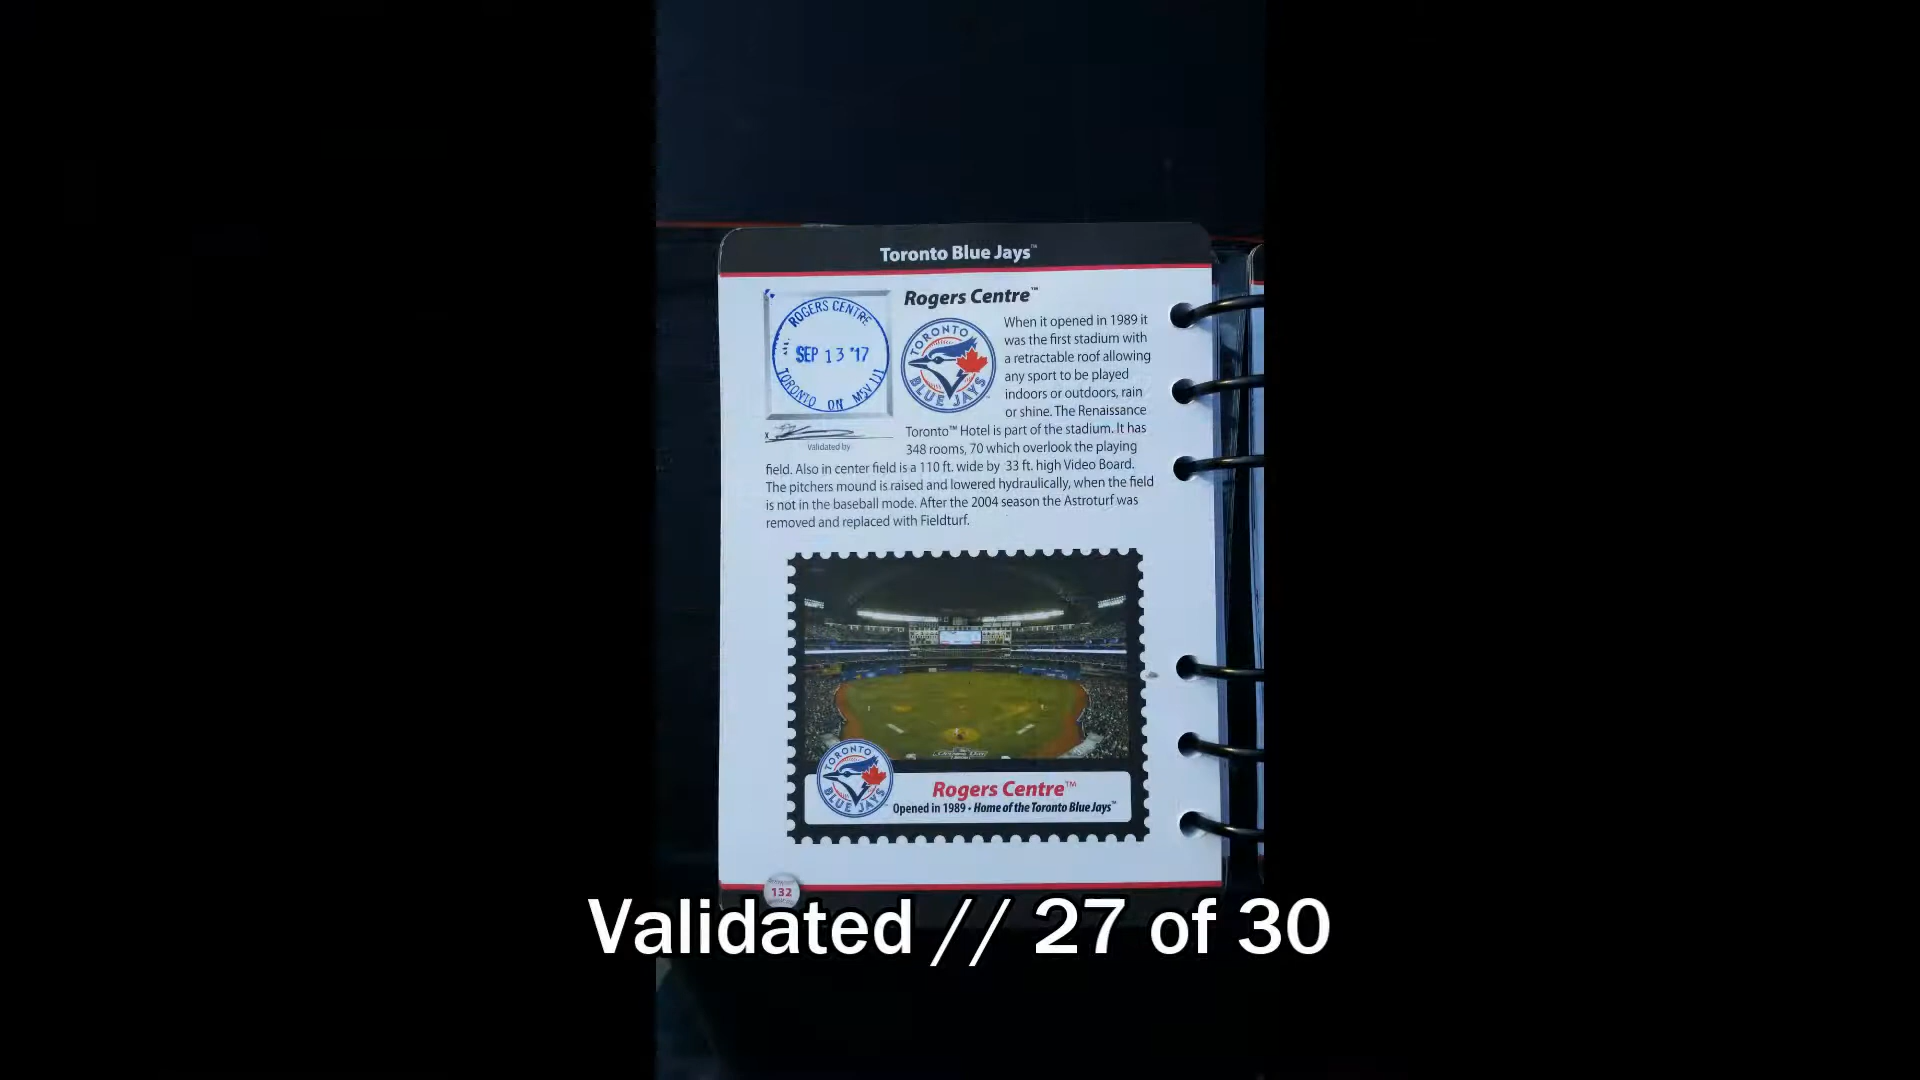 Toronto Blue Jays™
ROGERS CENTRE
SEP 13 '17
TORONTO ON M5V 1J1
X
Validated by
Rogers Centre™
TORONTO
BLUE JAYS
When it opened in 1989 it
was the first stadium with
a retractable roof allowing
any sport to be played
indoors or outdoors, rain
or shine. The Renaissance
Toronto™ Hotel is part of the stadium. It has
348 rooms, 70 which overlook the playing
field. Also in center field is a 110 ft. wide by 33 ft. high Video Board.
The pitchers mound is raised and lowered hydraulically, when the field
is not in the baseball mode. After the 2004 season the Astroturf was
removed and replaced with Fieldturf.
TORONTO
BLUE JAYS
Rogers Centre™
Opened in 1989 • Home of the Toronto Blue Jays™
132
Validated // 27 of 30